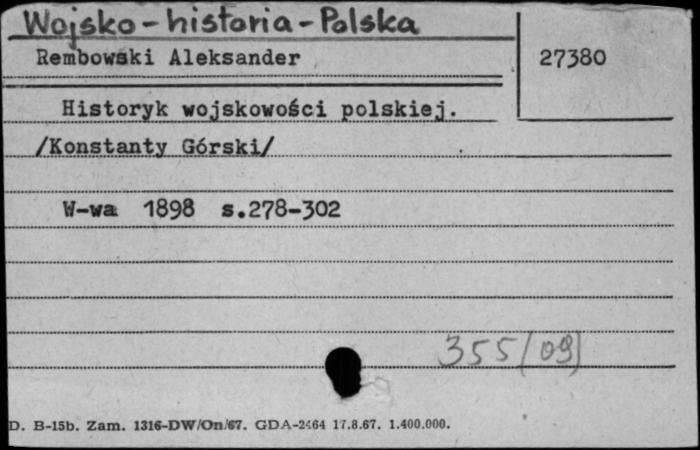 Wojsko-historia-Polska
Rembowski Aleksander
27380
Historyk wojskowości polskiej.
/Konstanty Górski/
W-wa 1898 s.278-302
355/09/
D. B-15b. Zam. 1316-DW/On/67. GDA-2464 17.8.67. 1.400.000.